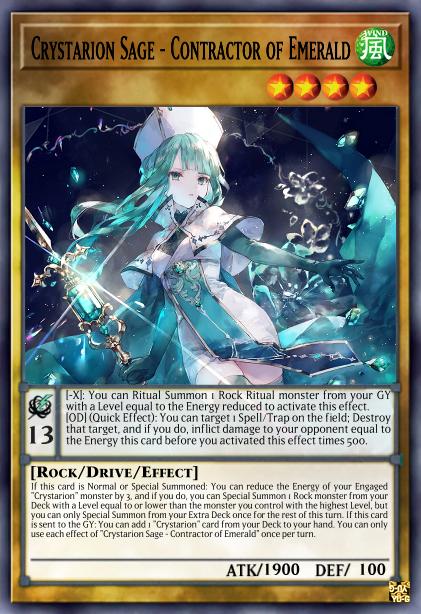 CRYSTARION SAGE - CONTRACTOR OF EMERALD
WIND
風
[-X]: You can Ritual Summon 1 Rock Ritual monster from your GY
with a Level equal to the Energy reduced to activate this effect.
[OD] (Quick Effect): You can target 1 Spell/Trap on the field; Destroy
that target, and if you do, inflict damage to your opponent equal to
the Energy this card before you activated this effect times 500.
13
[ROCK/DRIVE/EFFECT]
If this card is Normal or Special Summoned: You can reduce the Energy of your Engaged
"Crystarion" monster by 3, and if you do, you can Special Summon 1 Rock monster from your
Deck with a Level equal to or lower than the monster you control with the highest Level, but
you can only Special Summon from your Extra Deck once for the rest of this turn. If this card
is sent to the GY: You can add 1 "Crystarion" card from your Deck to your hand. You can only
use each effect of "Crystarion Sage - Contractor of Emerald" once per turn.
ATK/1900 DEF/ 100